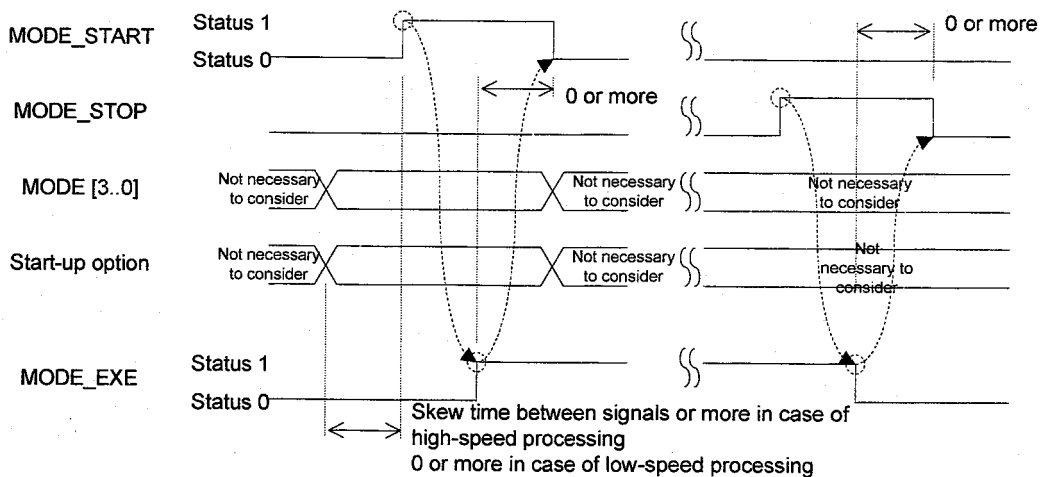 Status 1
MODE_START
Status 0
0 or more
0 or more
MODE_STOP
MODE [3..0]
Not necessary
to consider
Not necessary
to consider
Not necessary
to consider
Start-up option
Not necessary
to consider
Not necessary
to consider
Not
necessary to
consider
Status 1
MODE_EXE
Status 0
Skew time between signals or more in case of
high-speed processing
0 or more in case of low-speed processing